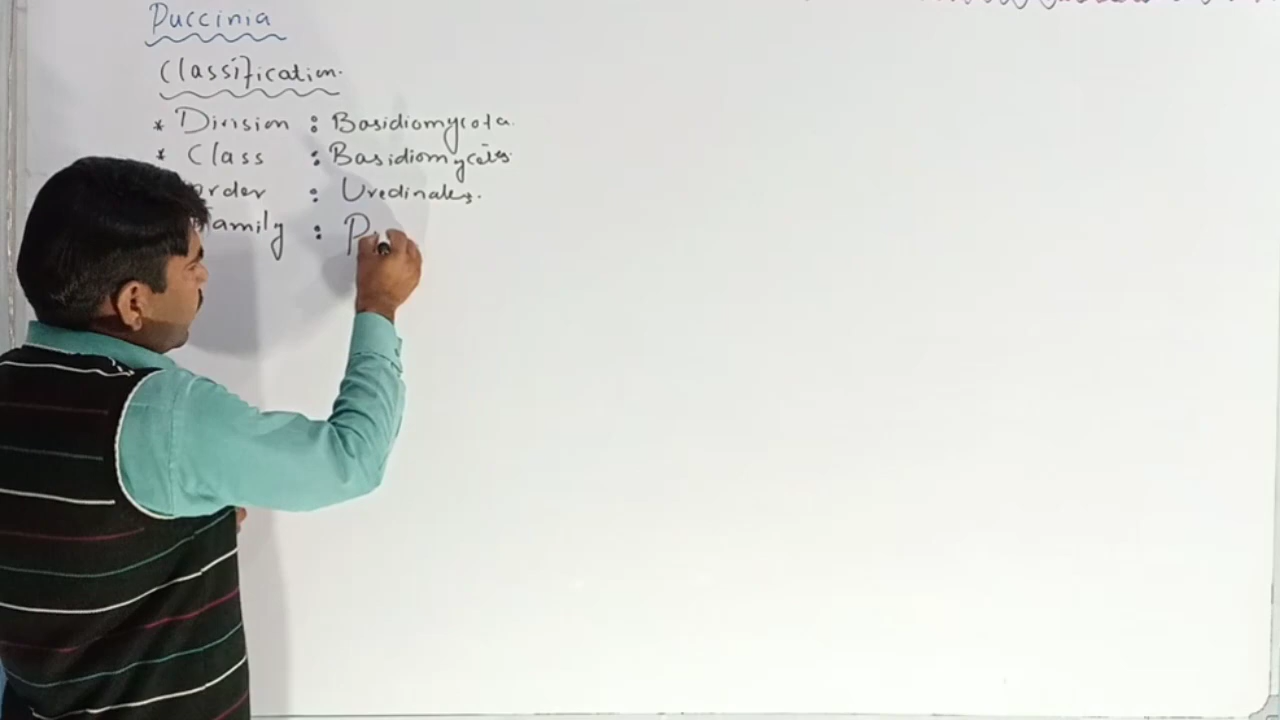 Puccinia
Classification.
* Division : Basidiomycota.
* Class : Basidiomycetes.
order : Uredinales.
Family : P